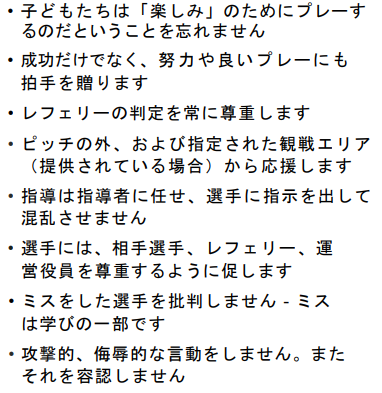 • 子どもたちは「楽しみ」のためにプレーす
るのだということを忘れません
• 成功だけでなく、努力や良いプレーにも
拍手を贈ります
• レフェリーの判定を常に尊重します
• ピッチの外、および指定された観戦エリア
（提供されている場合）から応援します
• 指導は指導者に任せ、選手に指示を出して
混乱させません
• 選手には、相手選手、レフェリー、運
営役員を尊重するように促します
• ミスをした選手を批判しません - ミス
は学びの一部です
• 攻撃的、侮辱的な言動をしません。また
それを容認しません